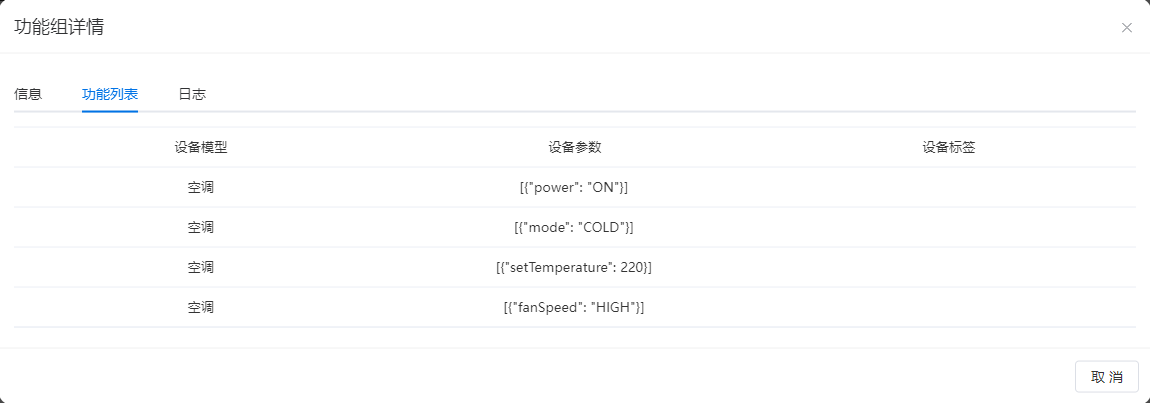 功能组详情
信息 功能列表 日志
设备模型 设备参数 设备标签
空调 [{"power": "ON"}]
空调 [{"mode": "COLD"}]
空调 [{"setTemperature": 220}]
空调 [{"fanSpeed": "HIGH"}]
取 消